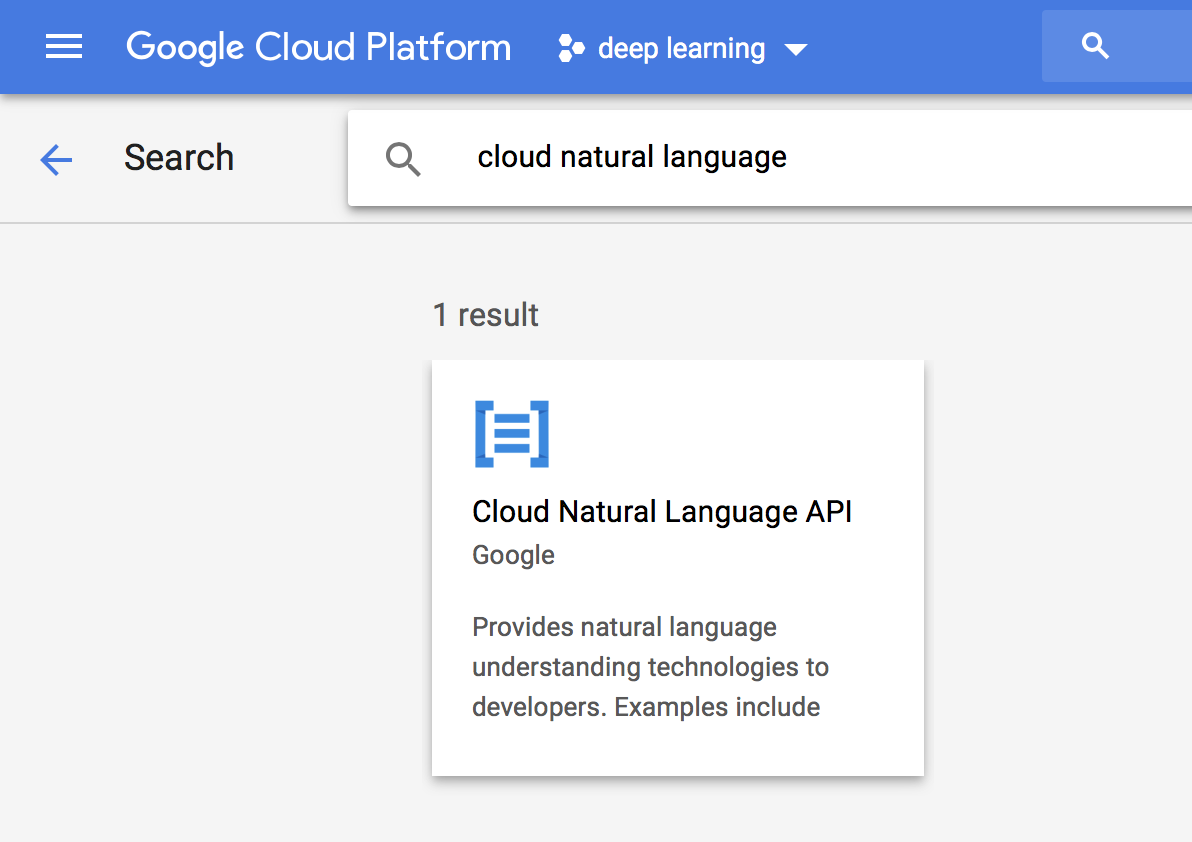 Google Cloud Platform deep learning
Search cloud natural language
1 result
Cloud Natural Language API
Google
Provides natural language
understanding technologies to
developers. Examples include